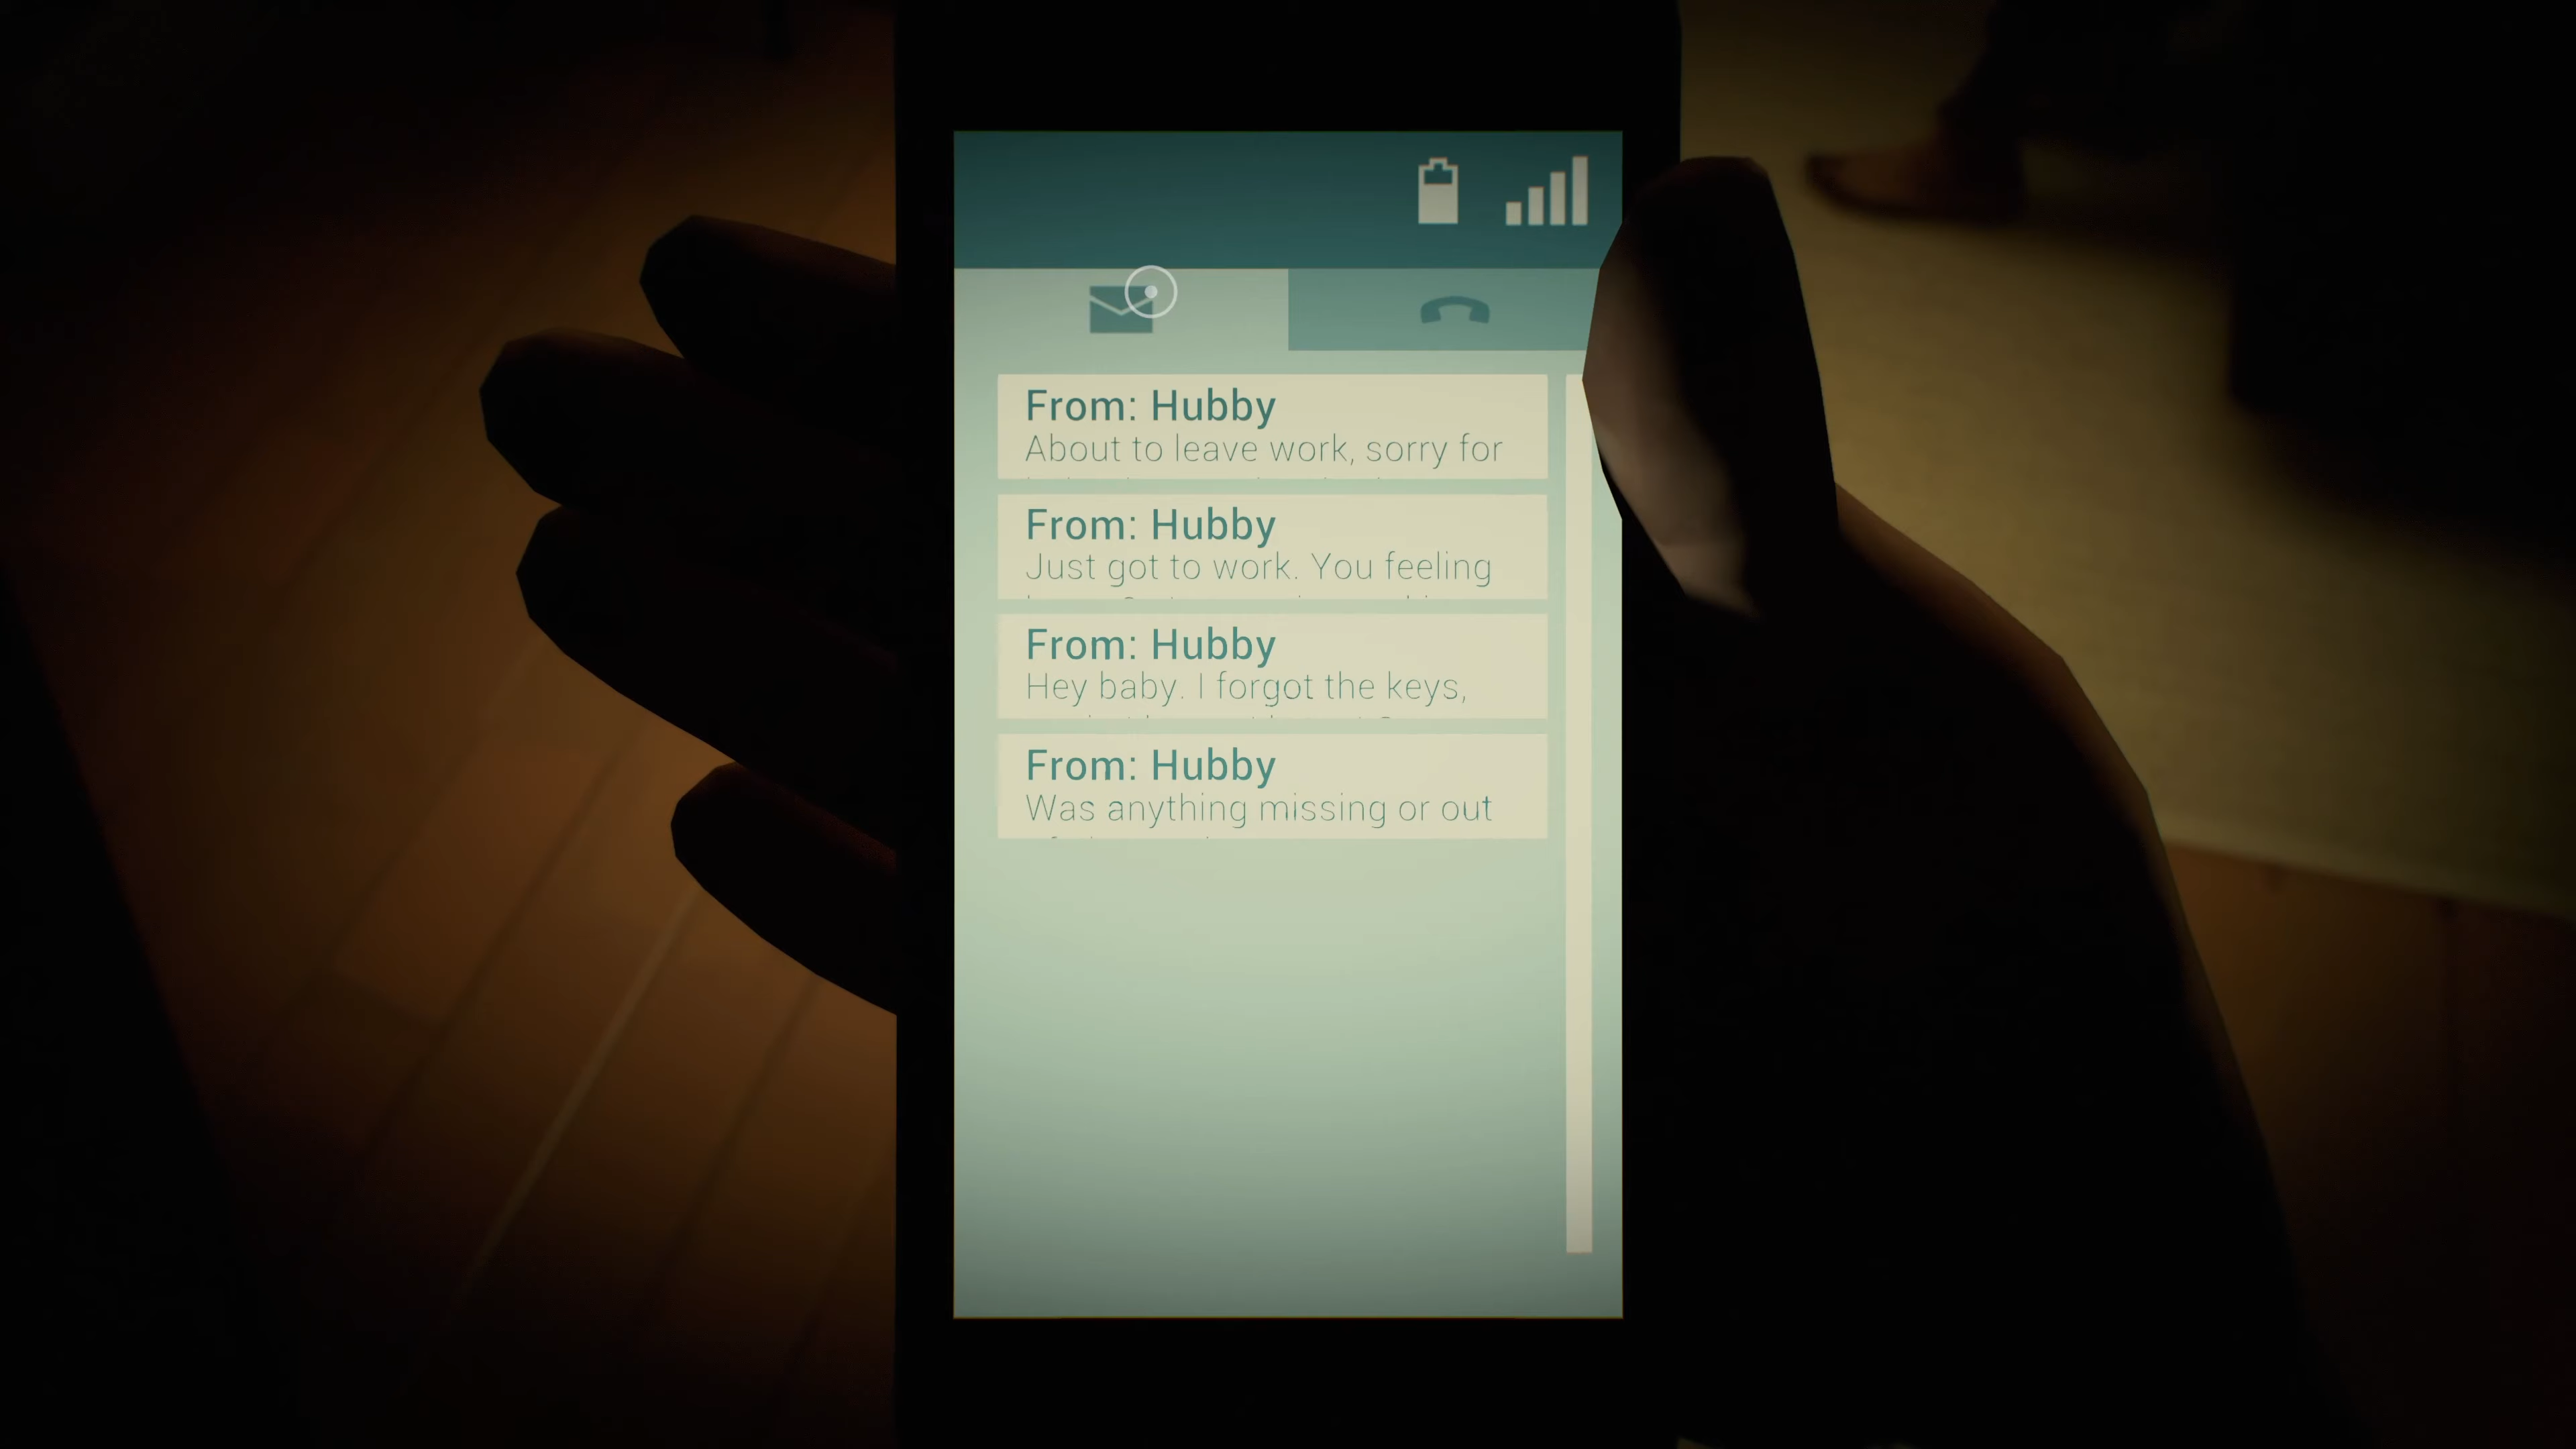 From: Hubby
About to leave work, sorry for
From: Hubby
Just got to work. You feeling
From: Hubby
Hey baby. I forgot the keys,
From: Hubby
Was anything missing or out